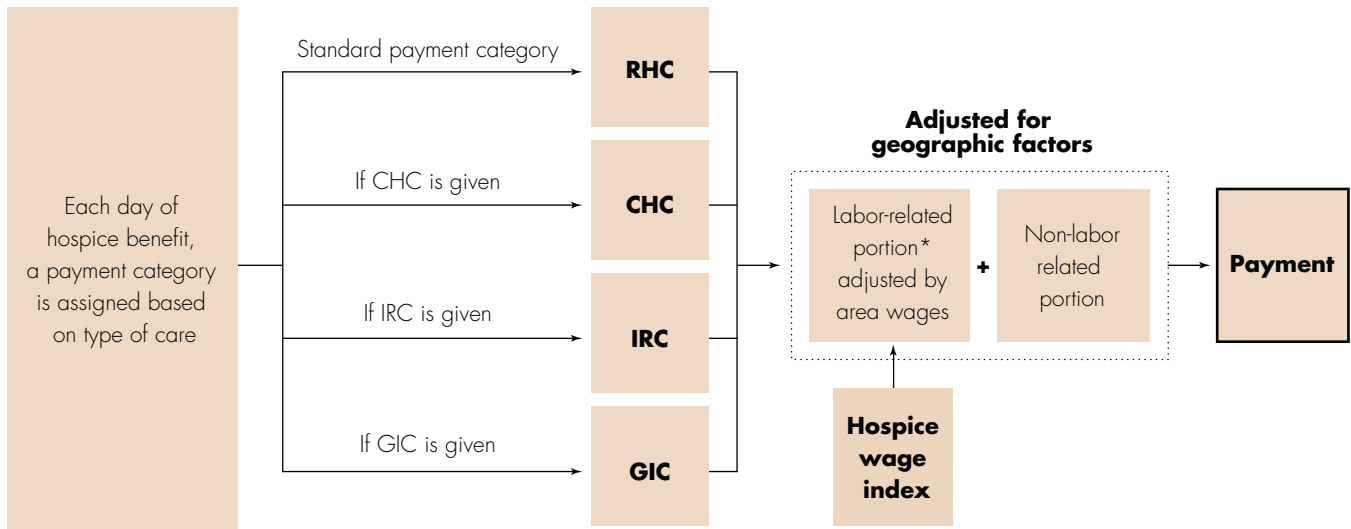 Each day of
hospice benefit,
a payment category
is assigned based
on type of care
Standard payment category
RHC
If CHC is given
CHC
If IRC is given
IRC
If GIC is given
GIC
Adjusted for
geographic factors
Labor-related
portion*
adjusted by
area wages
+
Non-labor
related
portion
Hospice
wage
index
Payment